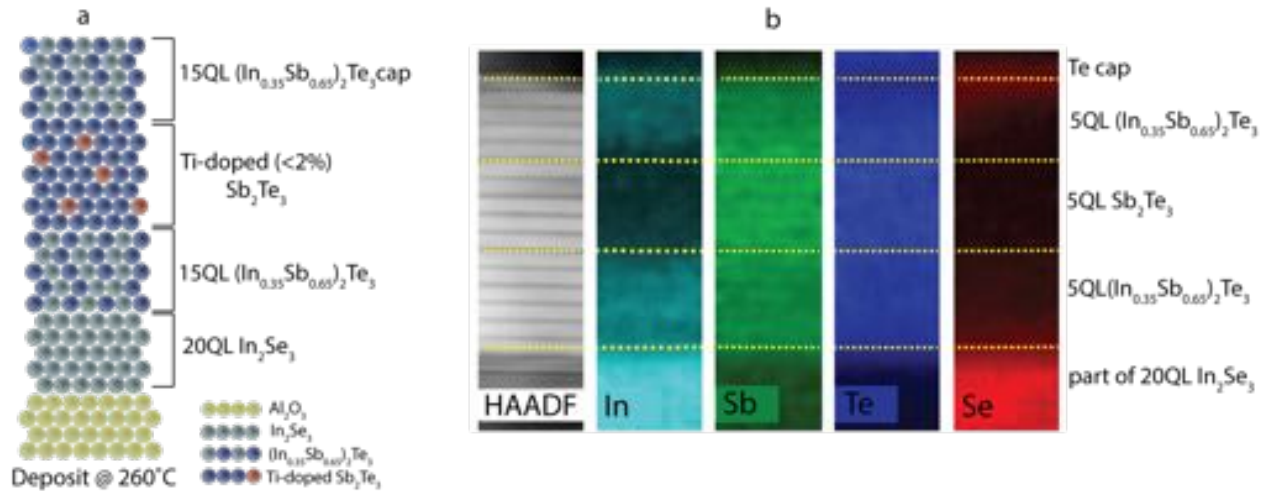 a
15QL (In₀.₃₅Sb₀.₆₅)₂Te₃cap
Ti-doped (<2%)
Sb₂Te₃
15QL (In₀.₃₅Sb₀.₆₅)₂Te₃
20QL In₂Se₃
Al₂O₃
In₂Se₃
(In₀.₃₅Sb₀.₆₅)₂Te₃
Ti-doped Sb₂Te₃
Deposit @ 260˚C
b
Te cap
5QL (In₀.₃₅Sb₀.₆₅)₂Te₃
5QL Sb₂Te₃
5QL(In₀.₃₅Sb₀.₆₅)₂Te₃
part of 20QL In₂Se₃
HAADF
In
Sb
Te
Se